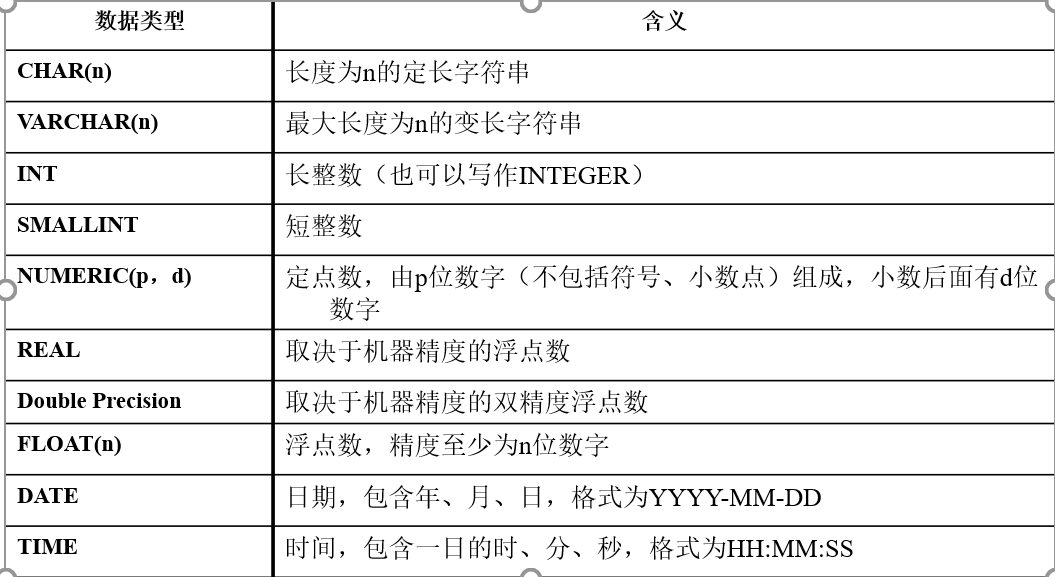 数据类型 含义
CHAR(n) 长度为n的定长字符串
VARCHAR(n) 最大长度为n的变长字符串
INT 长整数（也可以写作INTEGER）
SMALLINT 短整数
NUMERIC(p，d) 定点数，由p位数字（不包括符号、小数点）组成，小数后面有d位
数字
REAL 取决于机器精度的浮点数
Double Precision 取决于机器精度的双精度浮点数
FLOAT(n) 浮点数，精度至少为n位数字
DATE 日期，包含年、月、日，格式为YYYY-MM-DD
TIME 时间，包含一日的时、分、秒，格式为HH:MM:SS